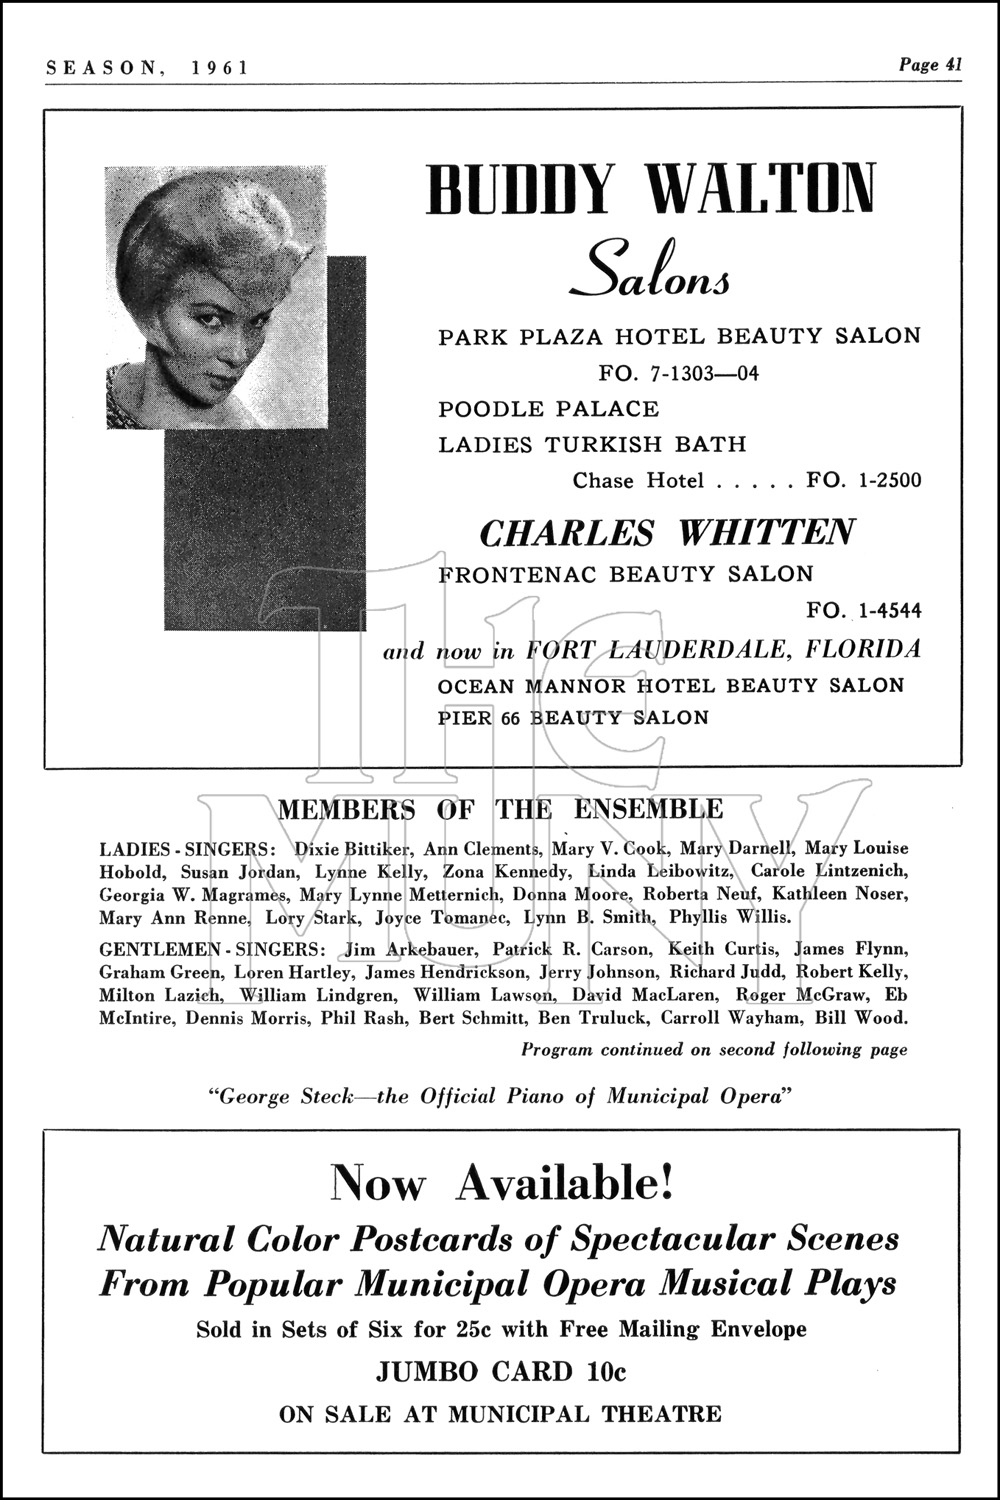 SEASON, 1961
Page 41
BUDDY WALTON
Salons
PARK PLAZA HOTEL BEAUTY SALON
FO. 7-1303—04
POODLE PALACE
LADIES TURKISH BATH
Chase Hotel . . . . . FO. 1-2500
CHARLES WHITTEN
FRONTENAC BEAUTY SALON
FO. 1-4544
and now in FORT LAUDERDALE, FLORIDA
OCEAN MANNOR HOTEL BEAUTY SALON
PIER 66 BEAUTY SALON
THE
MUNY
MEMBERS OF THE ENSEMBLE
LADIES - SINGERS: Dixie Bittiker, Ann Clements, Mary V. Cook, Mary Darnell, Mary Louise
Hobold, Susan Jordan, Lynne Kelly, Zona Kennedy, Linda Leibowitz, Carole Lintzenich,
Georgia W. Magrames, Mary Lynne Metternich, Donna Moore, Roberta Neuf, Kathleen Noser,
Mary Ann Renne, Lory Stark, Joyce Tomanec, Lynn B. Smith, Phyllis Willis.
GENTLEMEN - SINGERS: Jim Arkebauer, Patrick R. Carson, Keith Curtis, James Flynn,
Graham Green, Loren Hartley, James Hendrickson, Jerry Johnson, Richard Judd, Robert Kelly,
Milton Lazich, William Lindgren, William Lawson, David MacLaren, Roger McGraw, Eb
McIntire, Dennis Morris, Phil Rash, Bert Schmitt, Ben Truluck, Carroll Wayham, Bill Wood.
Program continued on second following page
“George Steck—the Official Piano of Municipal Opera”
Now Available!
Natural Color Postcards of Spectacular Scenes
From Popular Municipal Opera Musical Plays
Sold in Sets of Six for 25c with Free Mailing Envelope
JUMBO CARD 10c
ON SALE AT MUNICIPAL THEATRE